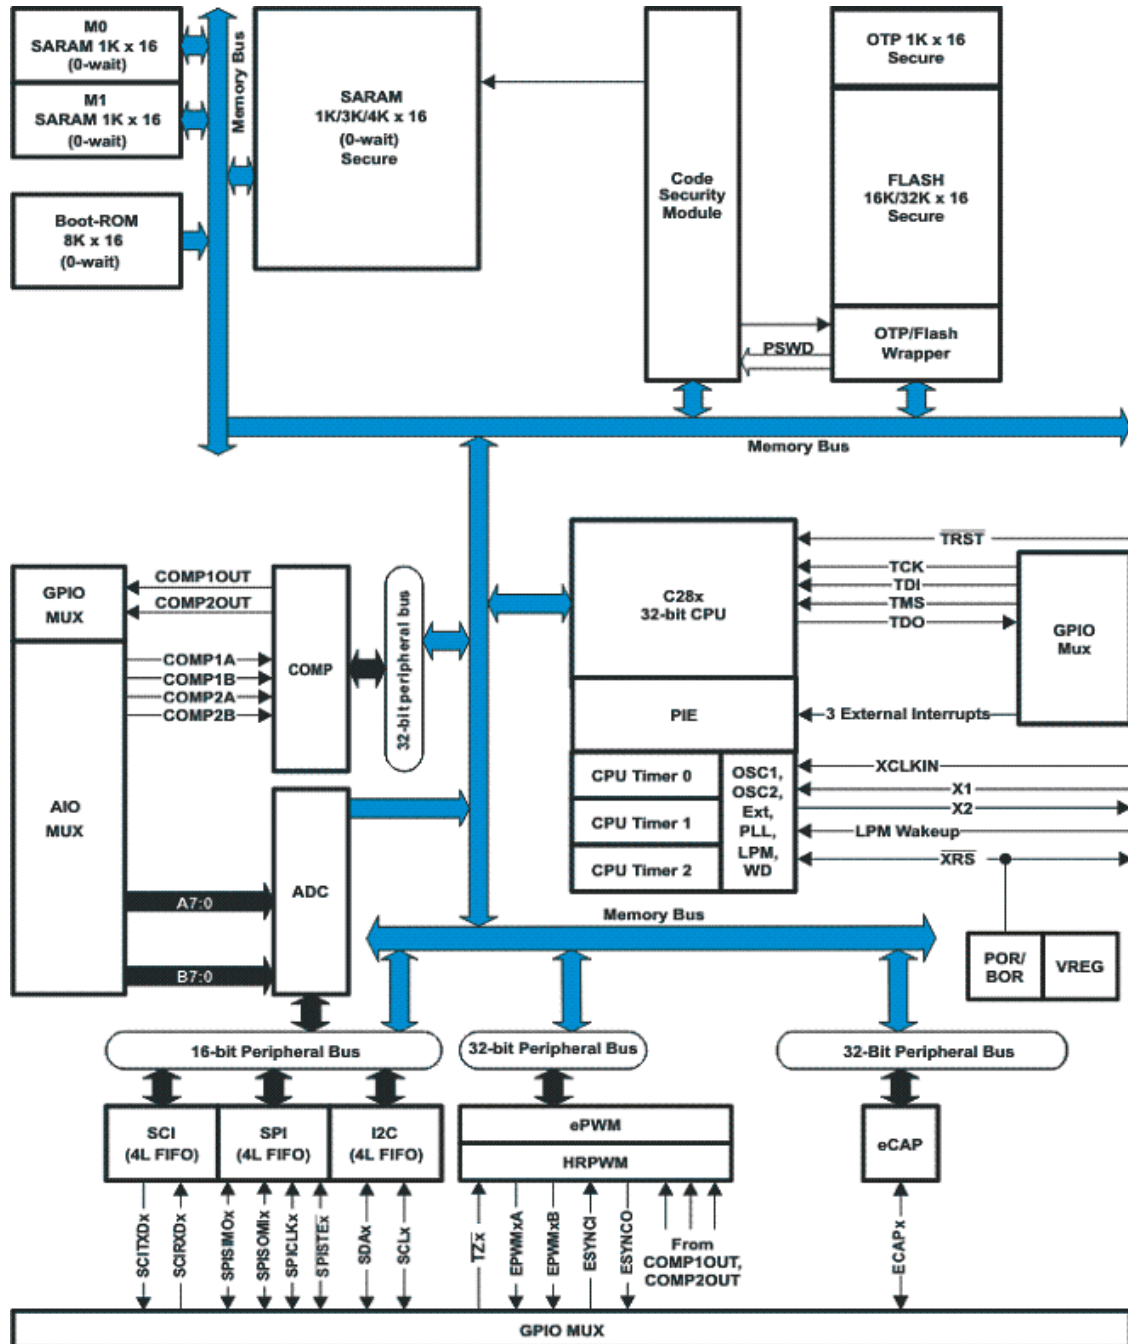 M0
SARAM 1K x 16
(0-wait)
M1
SARAM 1K x 16
(0-wait)
Boot-ROM
8K x 16
(0-wait)
Memory Bus
SARAM
1K/3K/4K x 16
(0-wait)
Secure
Code
Security
Module
OTP 1K x 16
Secure
FLASH
16K/32K x 16
Secure
OTP/Flash
Wrapper
PSWD
Memory Bus
GPIO
MUX
AIO
MUX
COMP1OUT
COMP2OUT
COMP1A
COMP1B
COMP2A
COMP2B
COMP
32-bit peripheral bus
A7:0
B7:0
ADC
C28x
32-bit CPU
PIE
CPU Timer 0
CPU Timer 1
CPU Timer 2
OSC1,
OSC2,
Ext,
PLL,
LPM,
WD
TRST
TCK
TDI
TMS
TDO
GPIO
Mux
3 External Interrupts
XCLKIN
X1
X2
LPM Wakeup
XRS
POR/
BOR
VREG
Memory Bus
16-bit Peripheral Bus
32-bit Peripheral Bus
32-Bit Peripheral Bus
SCI
(4L FIFO)
SPI
(4L FIFO)
I2C
(4L FIFO)
ePWM
HRPWM
eCAP
SCITXDx
SCIRXDx
SPISIMOx
SPISOMIx
SPICLKx
SPISTEx
SDAx
SCLx
TZx
EPWMxA
EPWMxB
ESYNCI
ESYNCO
From
COMP1OUT,
COMP2OUT
ECAPx
GPIO MUX